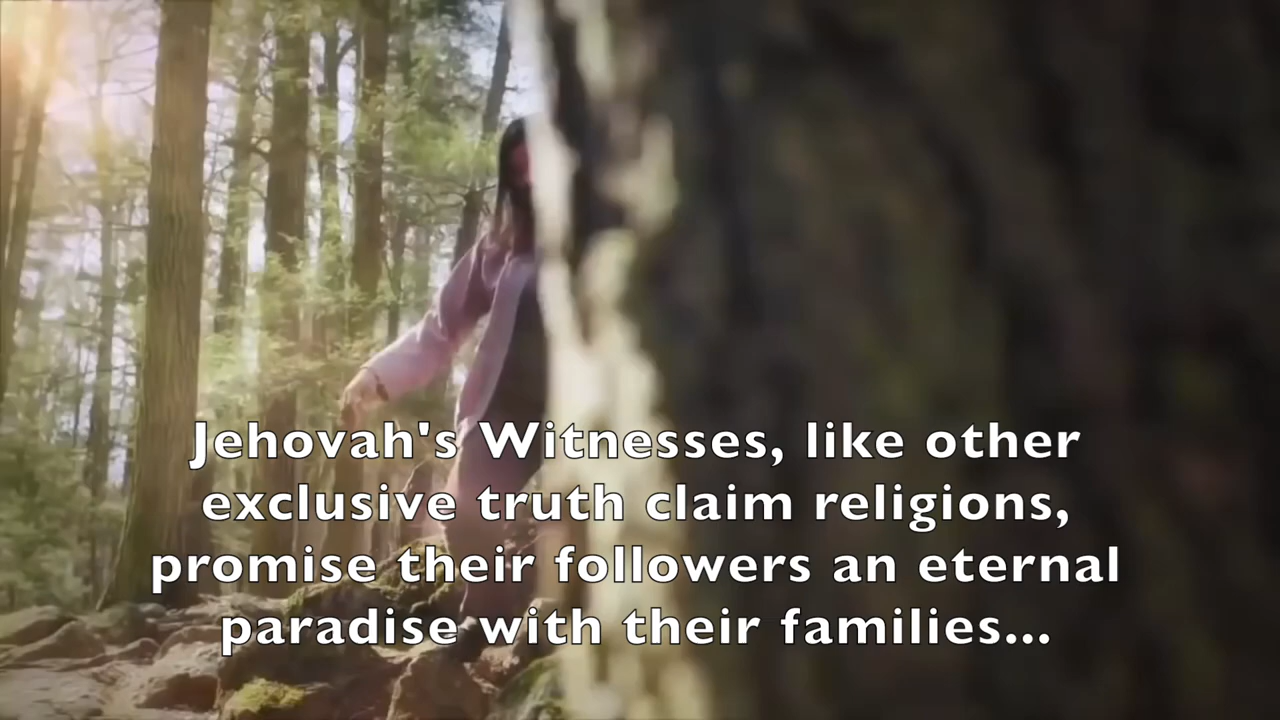 Jehovah's Witnesses, like other
exclusive truth claim religions,
promise their followers an eternal
paradise with their families...